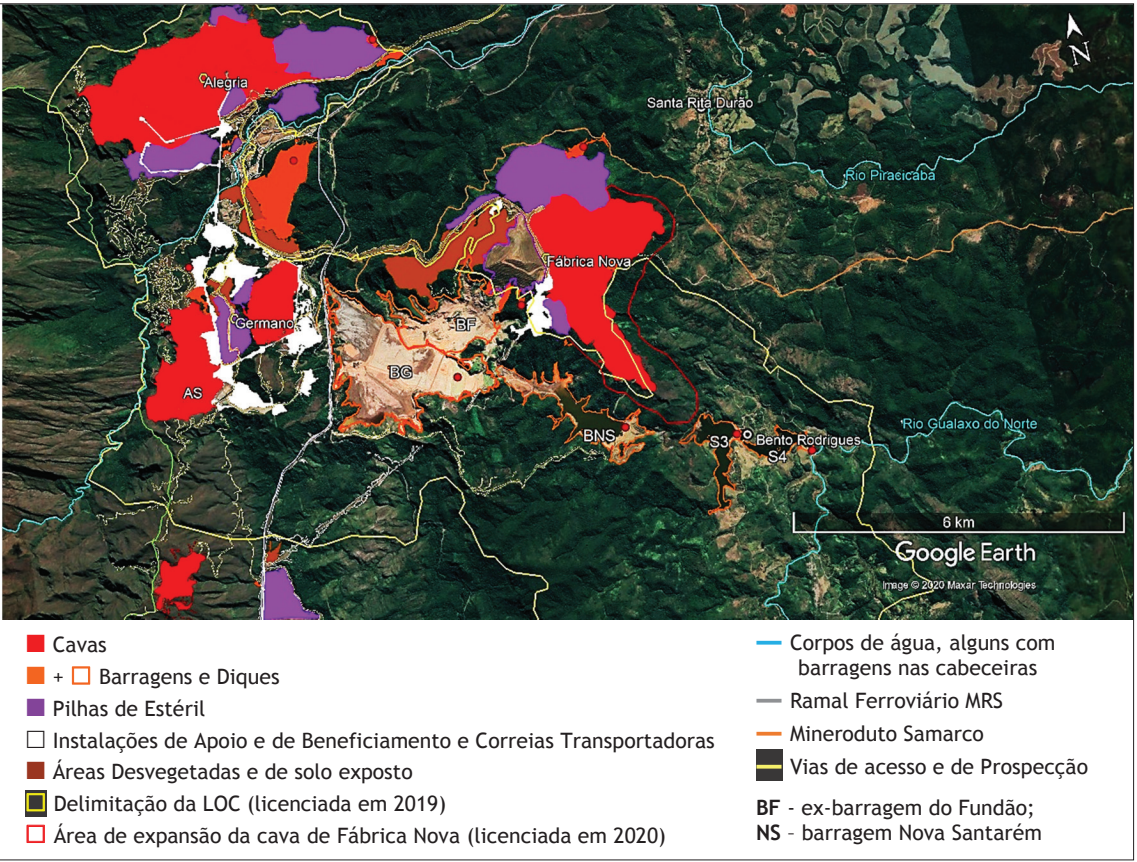 N
Alegria
Santa Rita Durão
Rio Piracicaba
Fábrica Nova
Germano
BF
BG
AS
BNS
S3
Bento Rodrigues
S4
Rio Gualaxo do Norte
6 km
Google Earth
Image © 2020 Maxar Technologies
Cavas
+ Barragens e Diques
Pilhas de Estéril
Instalações de Apoio e de Beneficiamento e Correias Transportadoras
Áreas Desvegetadas e de solo exposto
Delimitação da LOC (licenciada em 2019)
Área de expansão da cava de Fábrica Nova (licenciada em 2020)
Corpos de água, alguns com
barragens nas cabeceiras
Ramal Ferroviário MRS
Mineroduto Samarco
Vias de acesso e de Prospecção
BF - ex-barragem do Fundão;
NS - barragem Nova Santarém